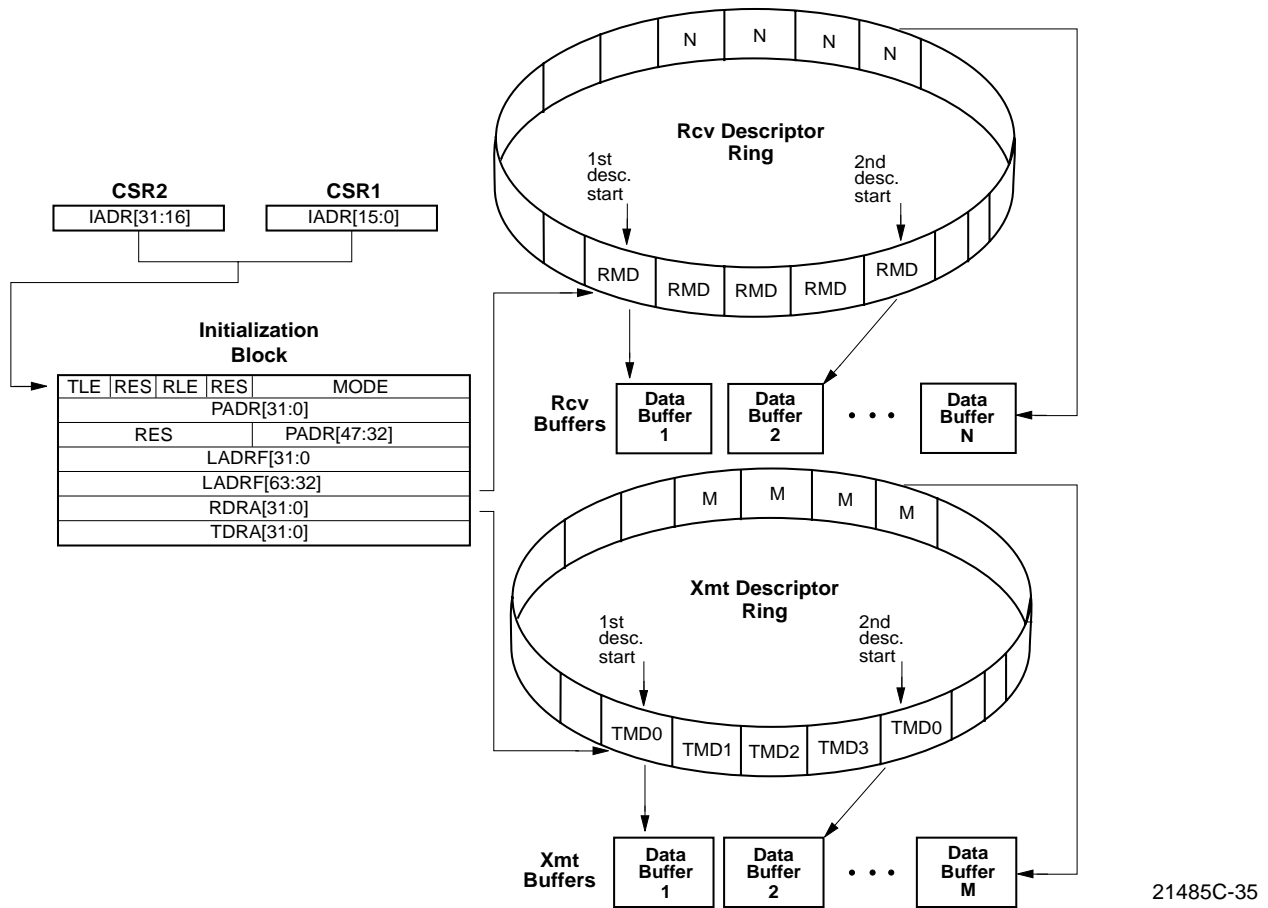 N N N N
Rcv Descriptor
Ring
1st
desc.
start
2nd
desc.
start
RMD RMD RMD RMD RMD
CSR2
IADR[31:16]
CSR1
IADR[15:0]
Initialization
Block
TLE RES RLE RES MODE
PADR[31:0]
RES PADR[47:32]
LADRF[31:0
LADRF[63:32]
RDRA[31:0]
TDRA[31:0]
Rcv
Buffers
Data
Buffer
1
Data
Buffer
2
• • •
Data
Buffer
N
M M M M
Xmt Descriptor
Ring
1st
desc.
start
2nd
desc.
start
TMD0 TMD1 TMD2 TMD3 TMD0
Xmt
Buffers
Data
Buffer
1
Data
Buffer
2
• • •
Data
Buffer
M
21485C-35